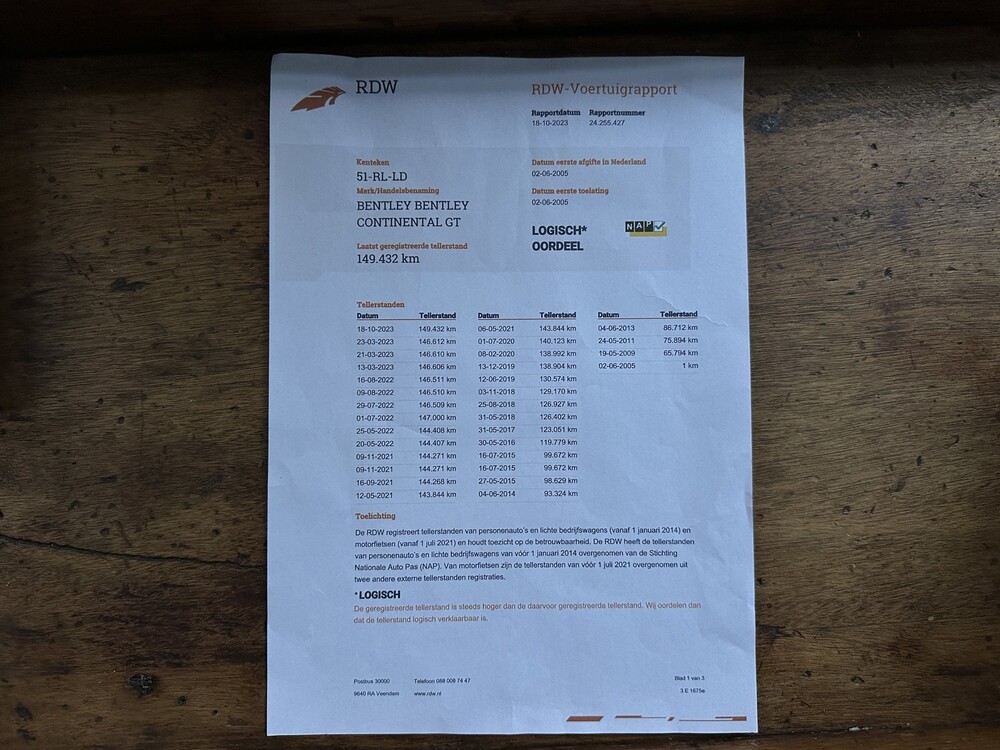 RDW
RDW-Voertuigrapport
Rapportdatum Rapportnummer
18-10-2023 24.255.427
Kenteken
51-RL-LD
Merk/Handelsbenaming
BENTLEY BENTLEY
CONTINENTAL GT
Laatst geregistreerde tellerstand
149.432 km
Datum eerste afgifte in Nederland
02-06-2005
Datum eerste toelating
02-06-2005
LOGISCH*
OORDEEL
NAP
Tellerstanden
Datum Tellerstand Datum Tellerstand Datum Tellerstand
18-10-2023 149.432 km 06-05-2021 143.844 km 04-06-2013 86.712 km
23-03-2023 146.612 km 01-07-2020 140.123 km 24-05-2011 75.894 km
21-03-2023 146.610 km 08-02-2020 138.992 km 19-05-2009 65.794 km
13-03-2023 146.606 km 13-12-2019 138.904 km 02-06-2005 1 km
16-08-2022 146.511 km 12-06-2019 130.574 km
09-08-2022 146.510 km 03-11-2018 129.170 km
29-07-2022 146.509 km 25-08-2018 126.927 km
01-07-2022 147.000 km 31-05-2018 126.402 km
25-05-2022 144.408 km 31-05-2017 123.051 km
20-05-2022 144.407 km 30-05-2016 119.779 km
09-11-2021 144.271 km 16-07-2015 99.672 km
09-11-2021 144.271 km 16-07-2015 99.672 km
16-09-2021 144.268 km 27-05-2015 98.629 km
12-05-2021 143.844 km 04-06-2014 93.324 km
Toelichting
De RDW registreert tellerstanden van personenauto's en lichte bedrijfswagens (vanaf 1 januari 2014) en
motorfietsen (vanaf 1 juli 2021) en houdt toezicht op de betrouwbaarheid. De RDW heeft de tellerstanden
van personenauto's en lichte bedrijfswagens van vóór 1 januari 2014 overgenomen van de Stichting
Nationale Auto Pas (NAP). Van motorfietsen zijn de tellerstanden van vóór 1 juli 2021 overgenomen uit
twee andere externe tellerstanden registraties.
* LOGISCH
De geregistreerde tellerstand is steeds hoger dan de daarvoor geregistreerde tellerstand. Wij oordelen dan
dat de tellerstand logisch verklaarbaar is.
Postbus 30000 Telefoon 088 008 74 47
9640 RA Veendam www.rdw.nl
Blad 1 van 3
3 E 1675e